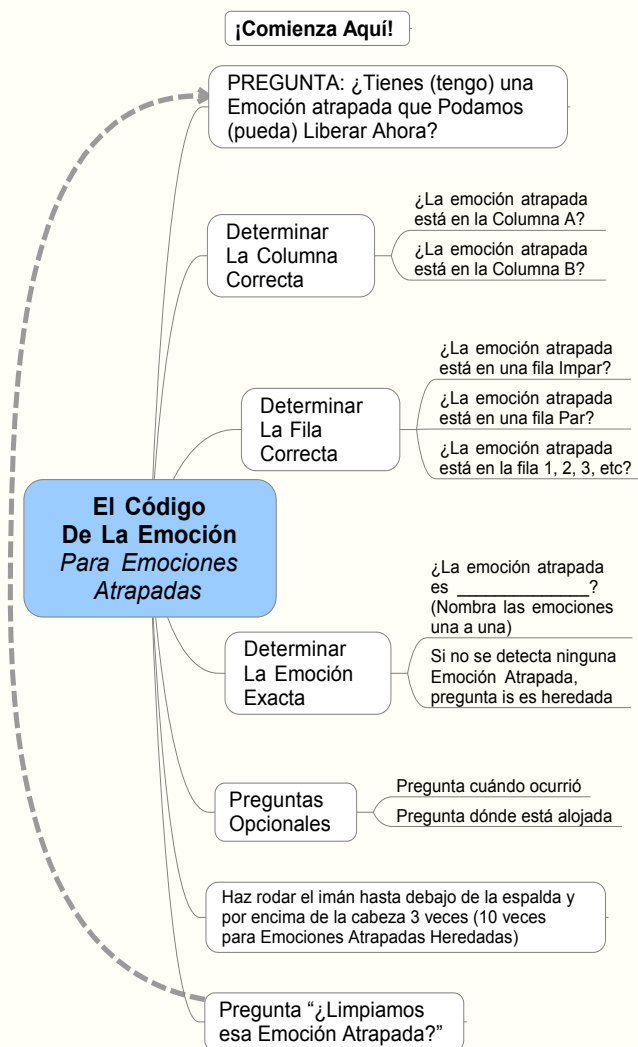 ¡Comienza Aquí!
PREGUNTA: ¿Tienes (tengo) una
Emoción atrapada que Podamos
(pueda) Liberar Ahora?
Determinar
La Columna
Correcta
¿La emoción atrapada
está en la Columna A?
¿La emoción atrapada
está en la Columna B?
Determinar
La Fila
Correcta
¿La emoción atrapada
está en una fila Impar?
¿La emoción atrapada
está en una fila Par?
¿La emoción atrapada
está en la fila 1, 2, 3, etc?
El Código
De La Emoción
Para Emociones
Atrapadas
Determinar
La Emoción
Exacta
¿La emoción atrapada
es ______________?
(Nombra las emociones
una a una)
Si no se detecta ninguna
Emoción Atrapada,
pregunta is es heredada
Preguntas
Opcionales
Pregunta cuándo ocurrió
Pregunta dónde está alojada
Haz rodar el imán hasta debajo de la espalda y
por encima de la cabeza 3 veces (10 veces
para Emociones Atrapadas Heredadas)
Pregunta “¿Limpiamos
esa Emoción Atrapada?”